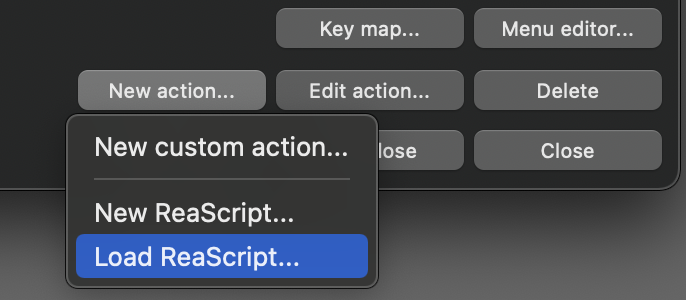 Key map...
Menu editor...
New action...
Edit action...
Delete
New custom action...
lose
Close
New ReaScript...
Load ReaScript...